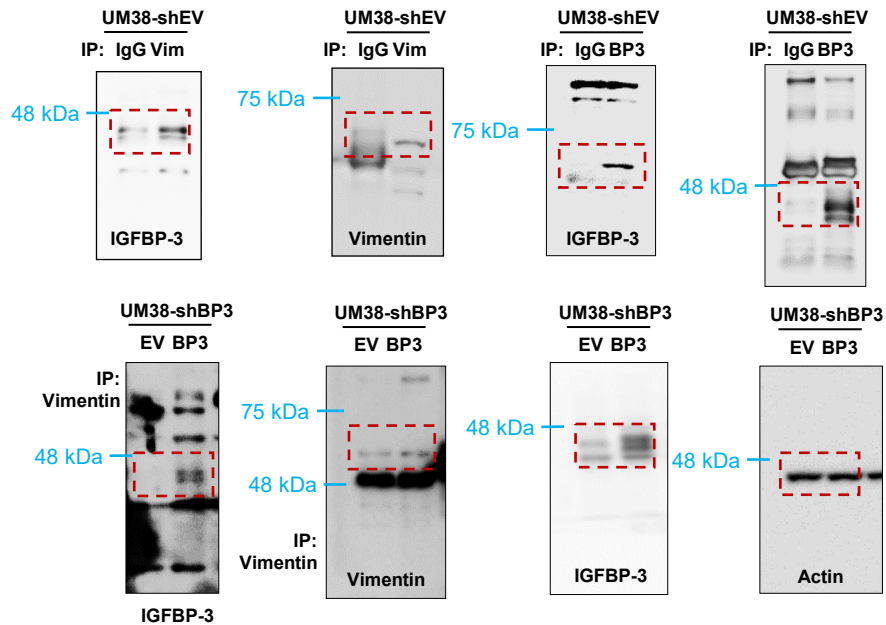 UM38-shEV
IP: IgG Vim
48 kDa
IGFBP-3
UM38-shEV
IP: IgG Vim
75 kDa
Vimentin
UM38-shEV
IP: IgG BP3
75 kDa
IGFBP-3
UM38-shEV
IP: IgG BP3
48 kDa
UM38-shBP3
EV BP3
IP:
Vimentin
48 kDa
IGFBP-3
UM38-shBP3
EV BP3
75 kDa
48 kDa
IP:
Vimentin
Vimentin
UM38-shBP3
EV BP3
48 kDa
IGFBP-3
UM38-shBP3
EV BP3
48 kDa
Actin